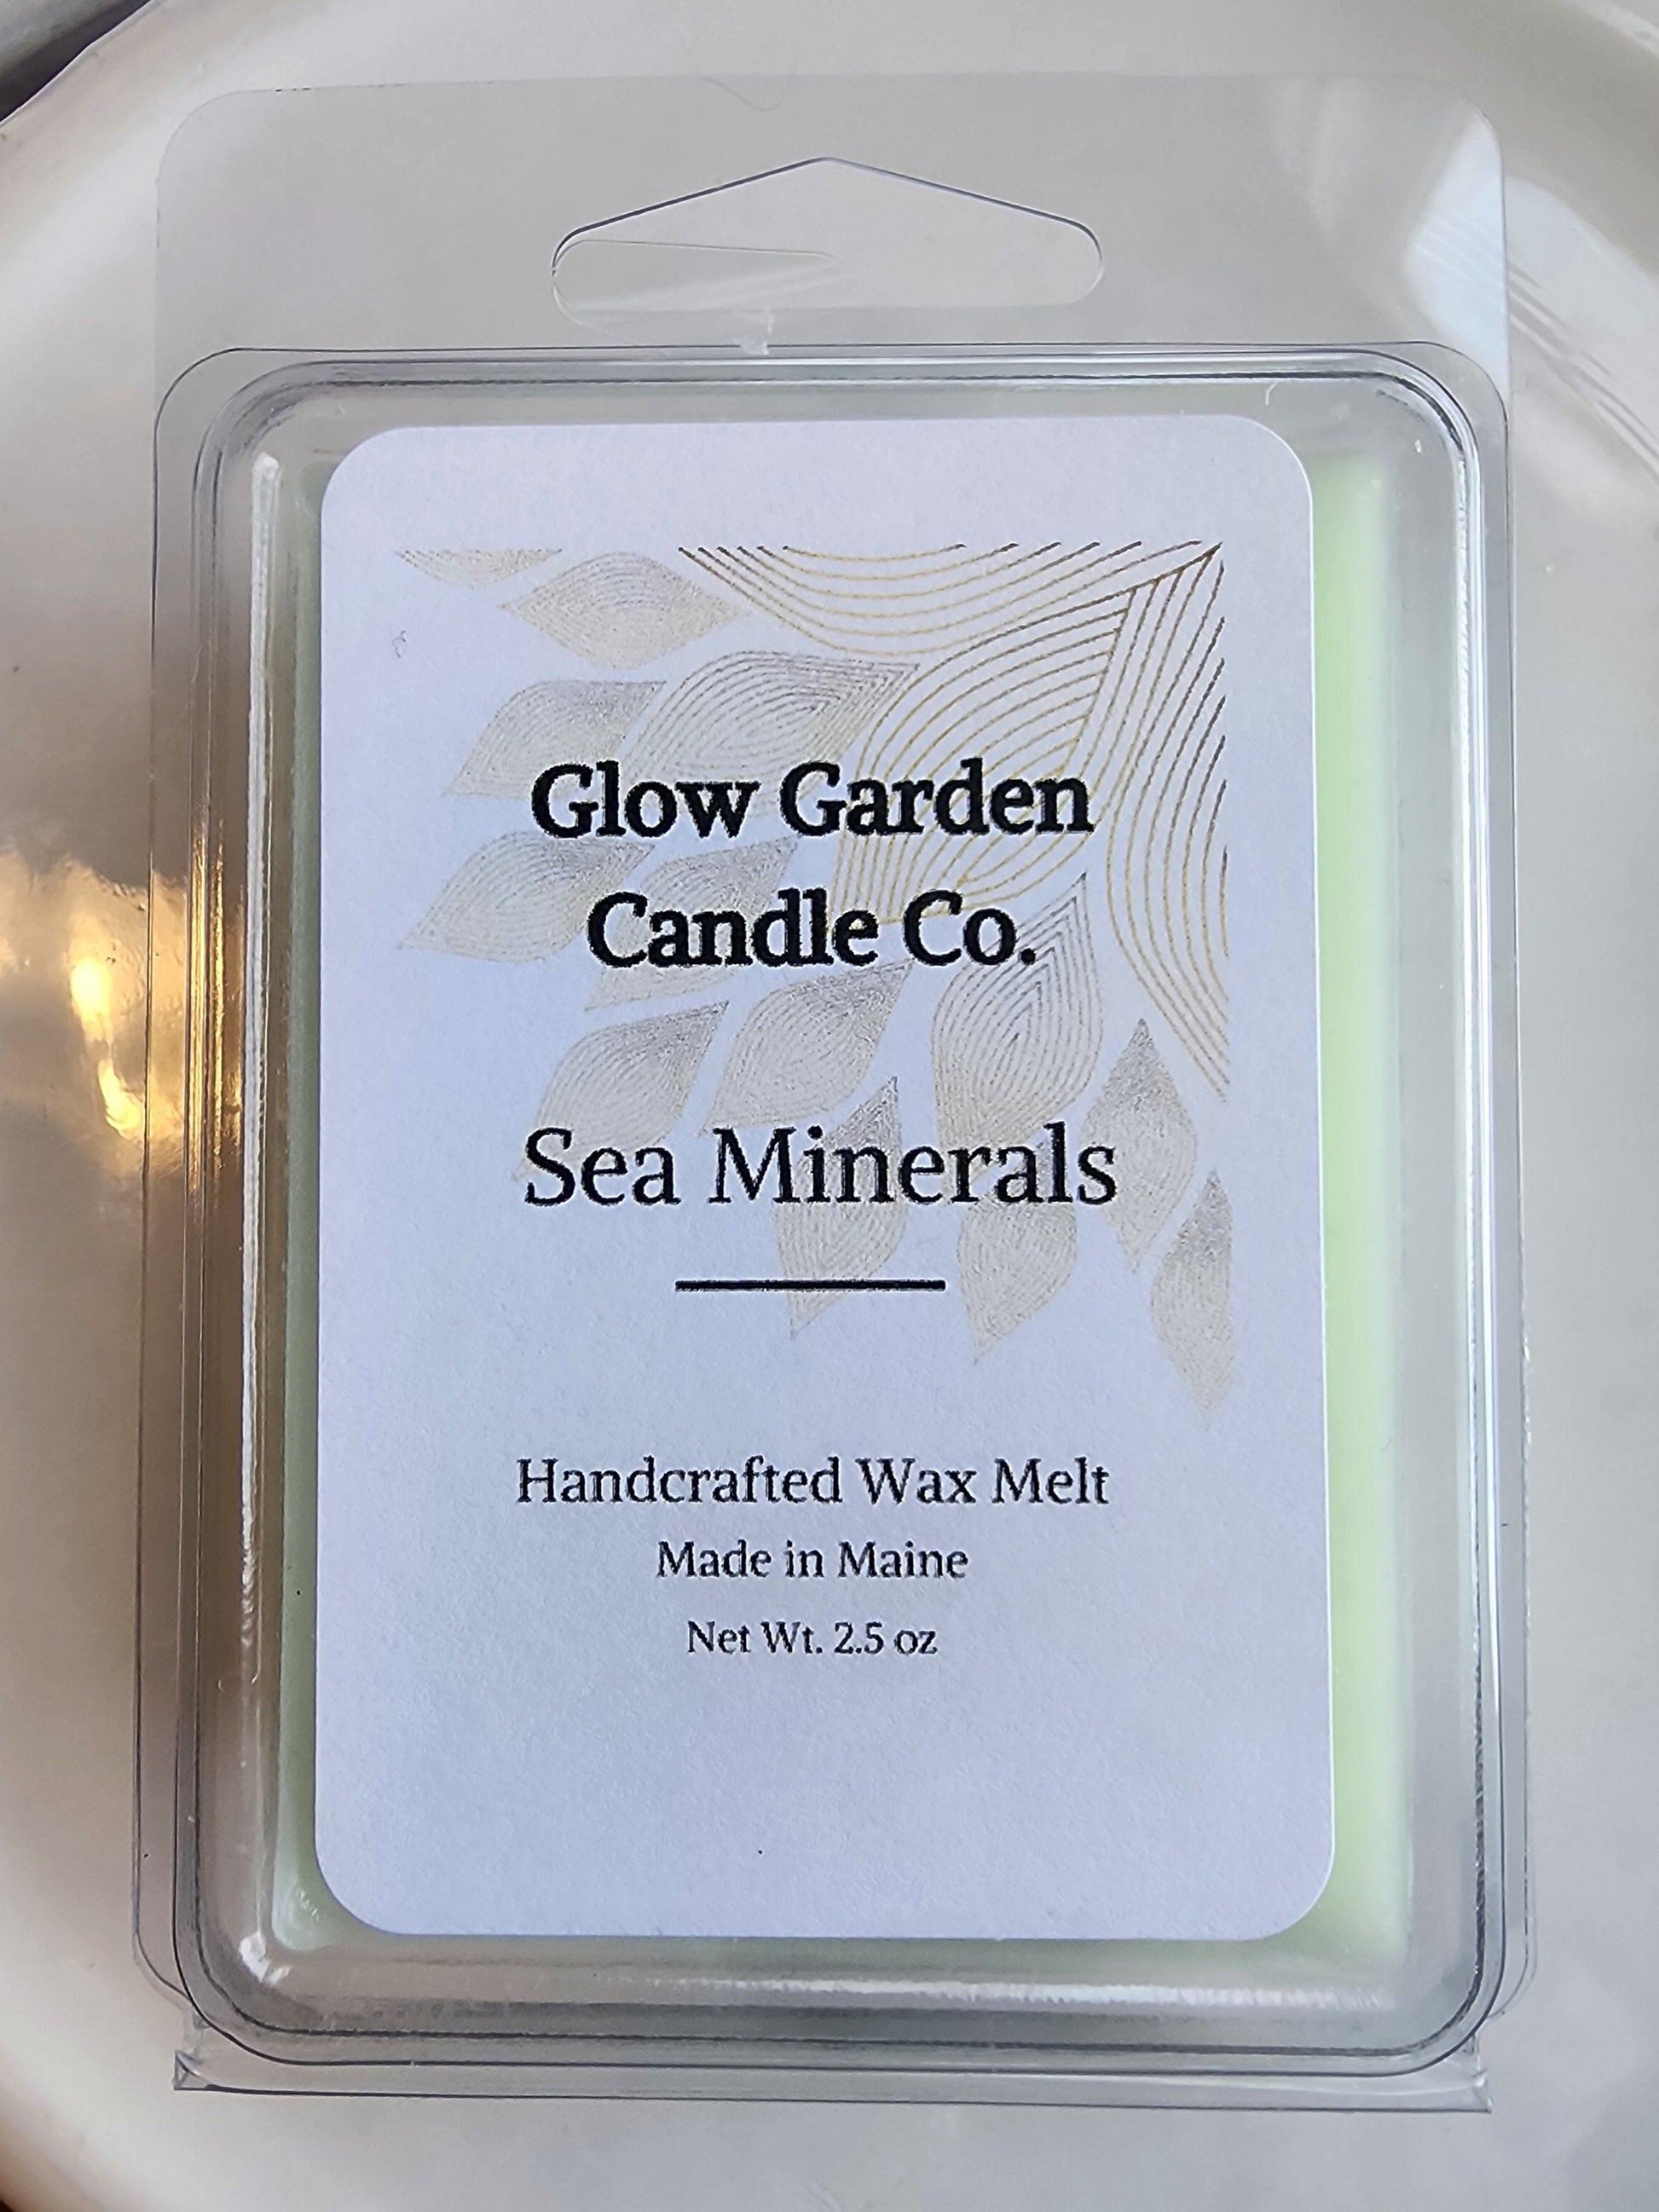 Glow Garden
Candle Co.
Sea Minerals
Handcrafted Wax Melt
Made in Maine
Net Wt. 2.5 oz